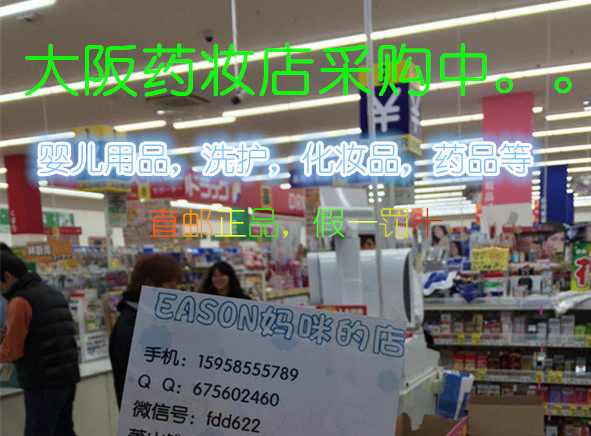 大阪药妆店采购中。。
婴儿用品，洗护，化妆品，药品等
直邮正品，假一罚十
EASON妈咪的店
手机：15958555789
Q Q：675602460
微信号：fdd622